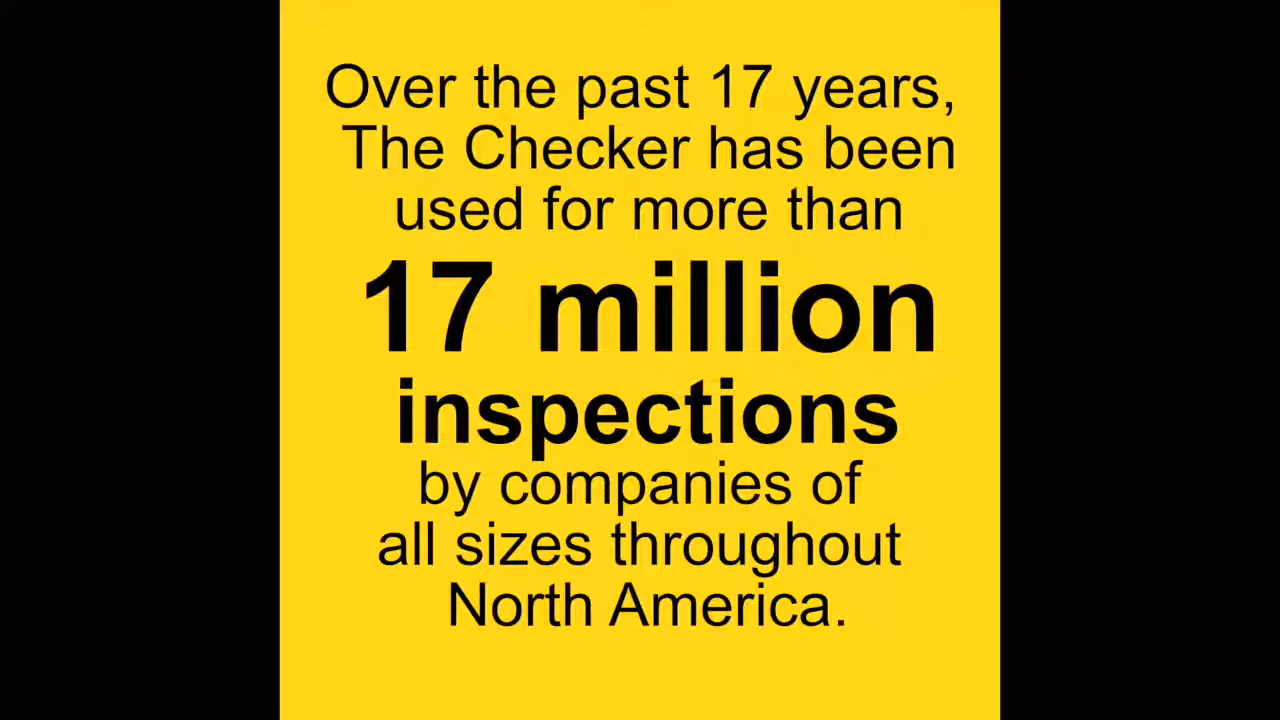 Over the past 17 years,
The Checker has been
used for more than
17 million
inspections
by companies of
all sizes throughout
North America.